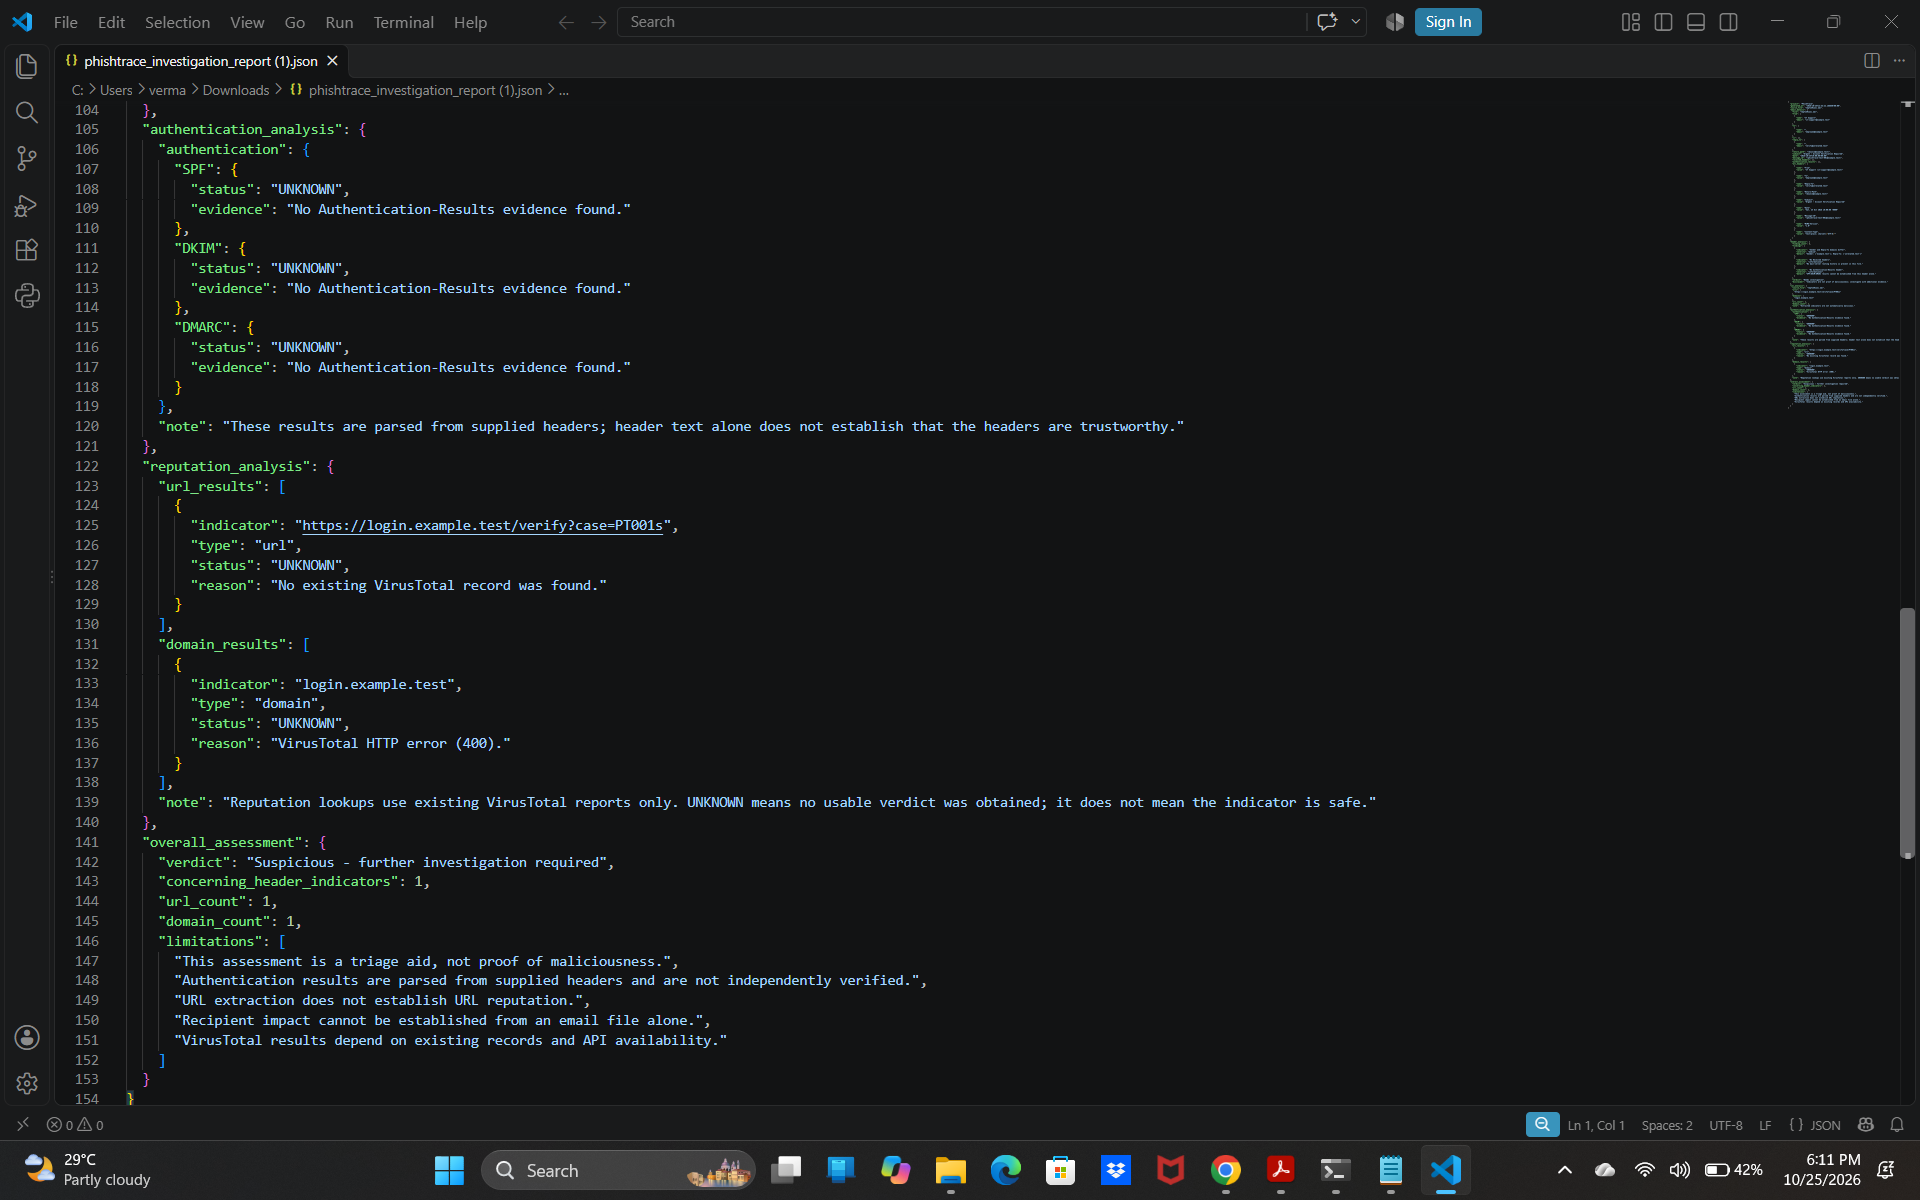 File Edit Selection View Go Run Terminal Help
Search
Sign In
{} phishtrace_investigation_report (1).json
C: > Users > verma > Downloads > {} phishtrace_investigation_report (1).json > ...
104 },
105 "authentication_analysis": {
106 "authentication": {
107 "SPF": {
108 "status": "UNKNOWN",
109 "evidence": "No Authentication-Results evidence found."
110 },
111 "DKIM": {
112 "status": "UNKNOWN",
113 "evidence": "No Authentication-Results evidence found."
114 },
115 "DMARC": {
116 "status": "UNKNOWN",
117 "evidence": "No Authentication-Results evidence found."
118 }
119 },
120 "note": "These results are parsed from supplied headers; header text alone does not establish that the headers are trustworthy."
121 },
122 "reputation_analysis": {
123 "url_results": [
124 {
125 "indicator": "https://login.example.test/verify?case=PT001s",
126 "type": "url",
127 "status": "UNKNOWN",
128 "reason": "No existing VirusTotal record was found."
129 }
130 ],
131 "domain_results": [
132 {
133 "indicator": "login.example.test",
134 "type": "domain",
135 "status": "UNKNOWN",
136 "reason": "VirusTotal HTTP error (400)."
137 }
138 ],
139 "note": "Reputation lookups use existing VirusTotal reports only. UNKNOWN means no usable verdict was obtained; it does not mean the indicator is safe."
140 },
141 "overall_assessment": {
142 "verdict": "Suspicious - further investigation required",
143 "concerning_header_indicators": 1,
144 "url_count": 1,
145 "domain_count": 1,
146 "limitations": [
147 "This assessment is a triage aid, not proof of maliciousness.",
148 "Authentication results are parsed from supplied headers and are not independently verified.",
149 "URL extraction does not establish URL reputation.",
150 "Recipient impact cannot be established from an email file alone.",
151 "VirusTotal results depend on existing records and API availability."
152 ]
153 }
154 }
0 0
Ln 1, Col 1 Spaces: 2 UTF-8 LF {} JSON
29°C
Partly cloudy
Search
42%
6:11 PM
10/25/2026